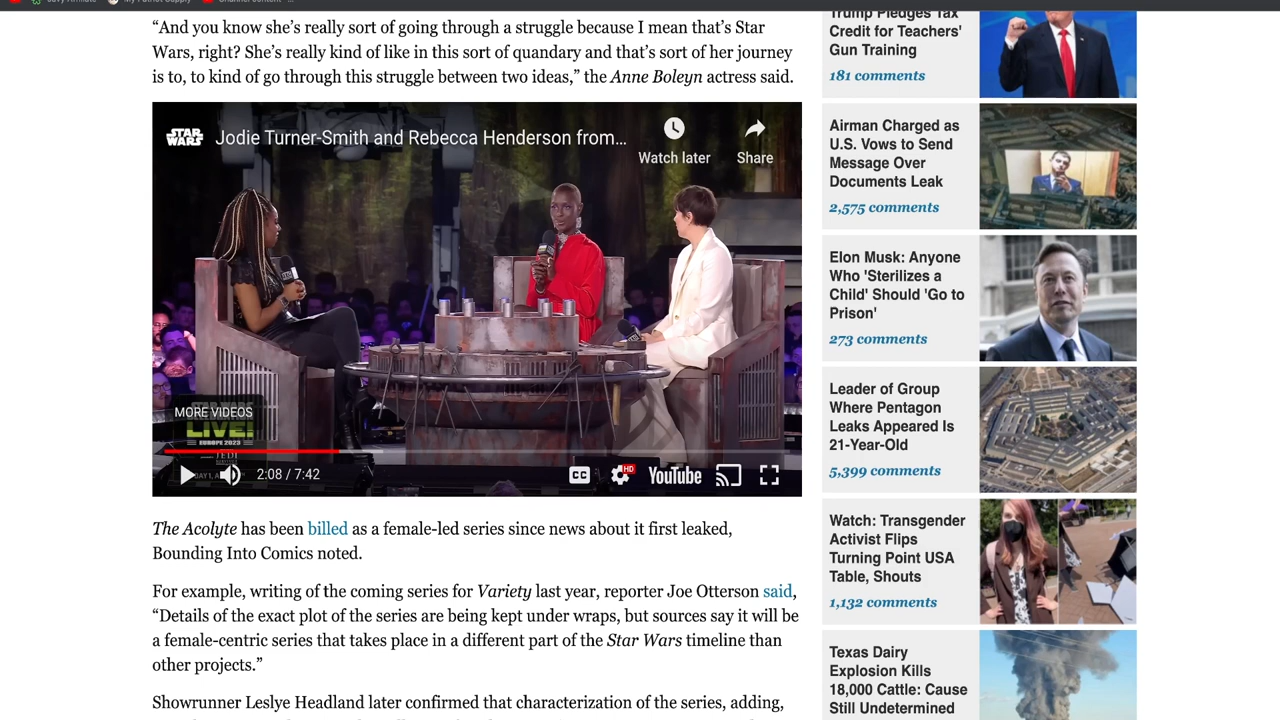 "And you know she's really sort of going through a struggle because I mean that's Star
Wars, right? She's really kind of like in this sort of quandary and that's sort of her journey
is to, to kind of go through this struggle between two ideas," the Anne Boleyn actress said.
STAR
WARS
Jodie Turner-Smith and Rebecca Henderson from...
Watch later
Share
MORE VIDEOS
LIVE!
EUROPE 2023
2:08 / 7:42
CC
HD
YouTube
The Acolyte has been billed as a female-led series since news about it first leaked,
Bounding Into Comics noted.
For example, writing of the coming series for Variety last year, reporter Joe Otterson said,
"Details of the exact plot of the series are being kept under wraps, but sources say it will be
a female-centric series that takes place in a different part of the Star Wars timeline than
other projects."
Showrunner Leslye Headland later confirmed that characterization of the series, adding,
Trump Pledges Tax
Credit for Teachers'
Gun Training
181 comments
Airman Charged as
U.S. Vows to Send
Message Over
Documents Leak
2,575 comments
Elon Musk: Anyone
Who 'Sterilizes a
Child' Should 'Go to
Prison'
273 comments
Leader of Group
Where Pentagon
Leaks Appeared Is
21-Year-Old
5,399 comments
Watch: Transgender
Activist Flips
Turning Point USA
Table, Shouts
1,132 comments
Texas Dairy
Explosion Kills
18,000 Cattle: Cause
Still Undetermined